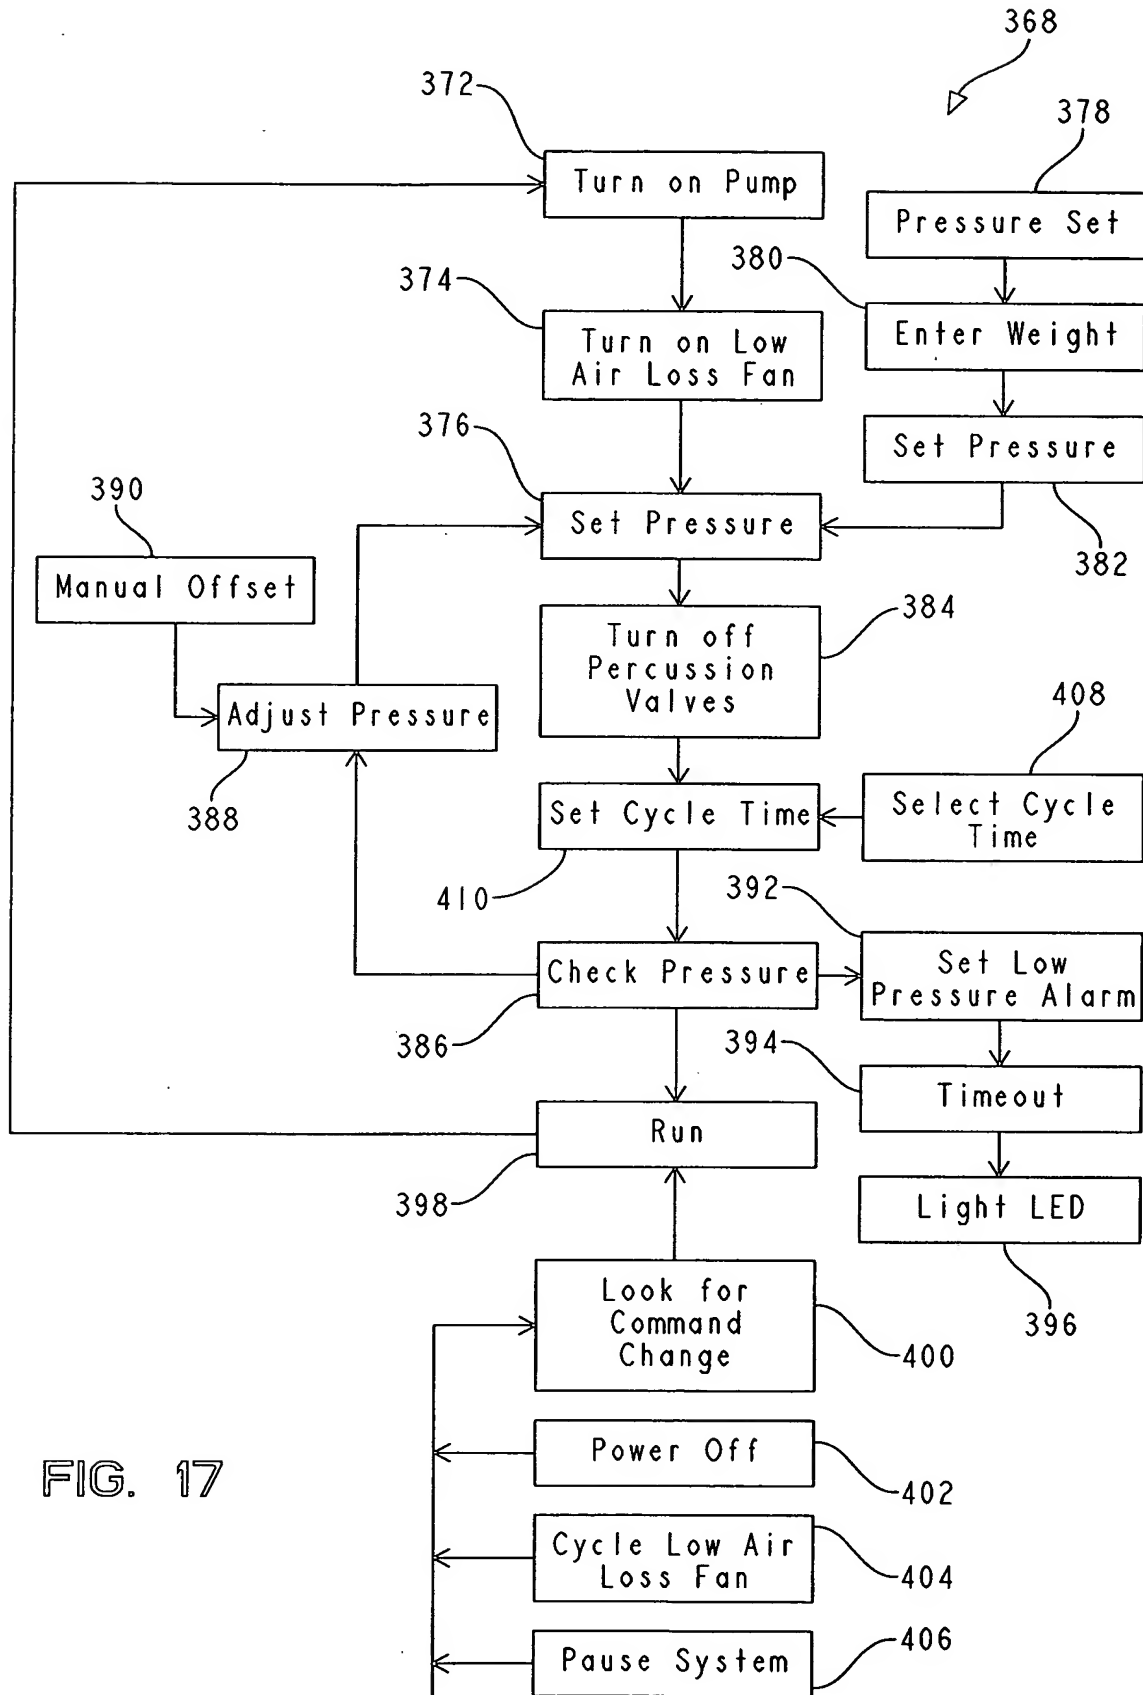 368
372
378
Turn on Pump
Pressure Set
380
374
Enter Weight
Turn on Low
Air Loss Fan
376
Set Pressure
390
Set Pressure
382
Manual Offset
384
Turn off
Percussion
Valves
Adjust Pressure
408
388
Set Cycle Time
Select Cycle
Time
410
392
Check Pressure
Set Low
Pressure Alarm
386
394
Timeout
Run
398
Light LED
Look for
Command
Change
396
400
Power Off
FIG. 17
402
Cycle Low Air
Loss Fan
404
406
Pause System